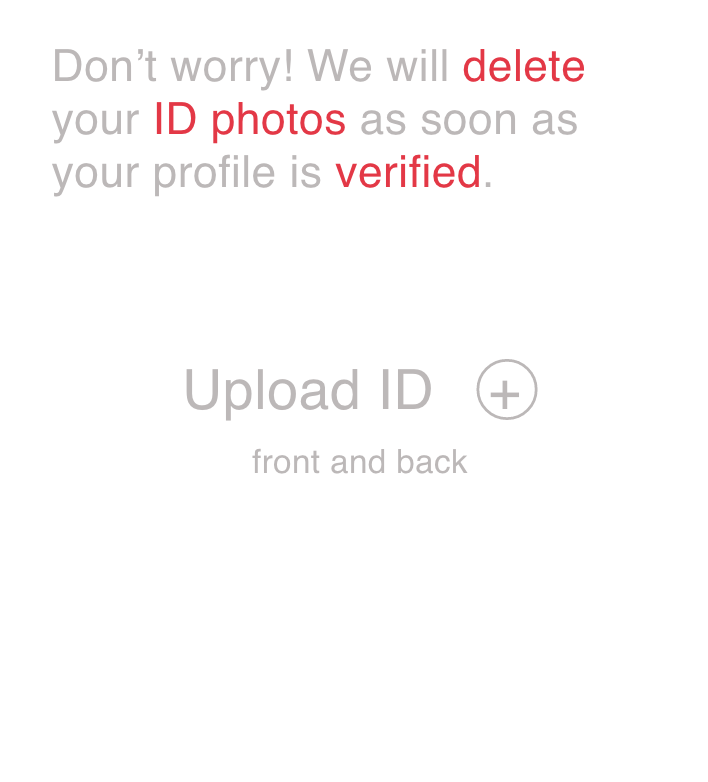 Don’t worry! We will delete
your ID photos as soon as
your profile is verified.
Upload ID +
front and back